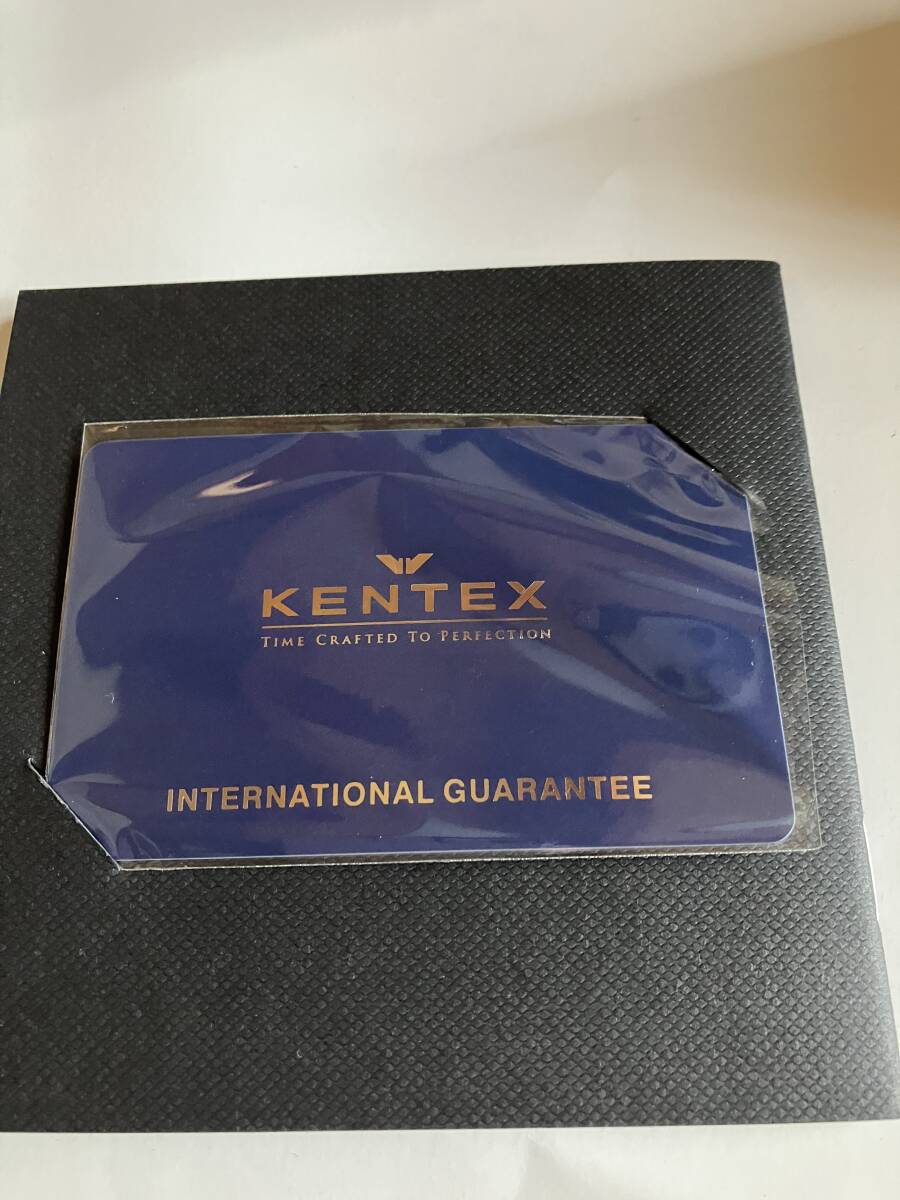 KENTEX
TIME CRAFTED TO PERFECTION
INTERNATIONAL GUARANTEE